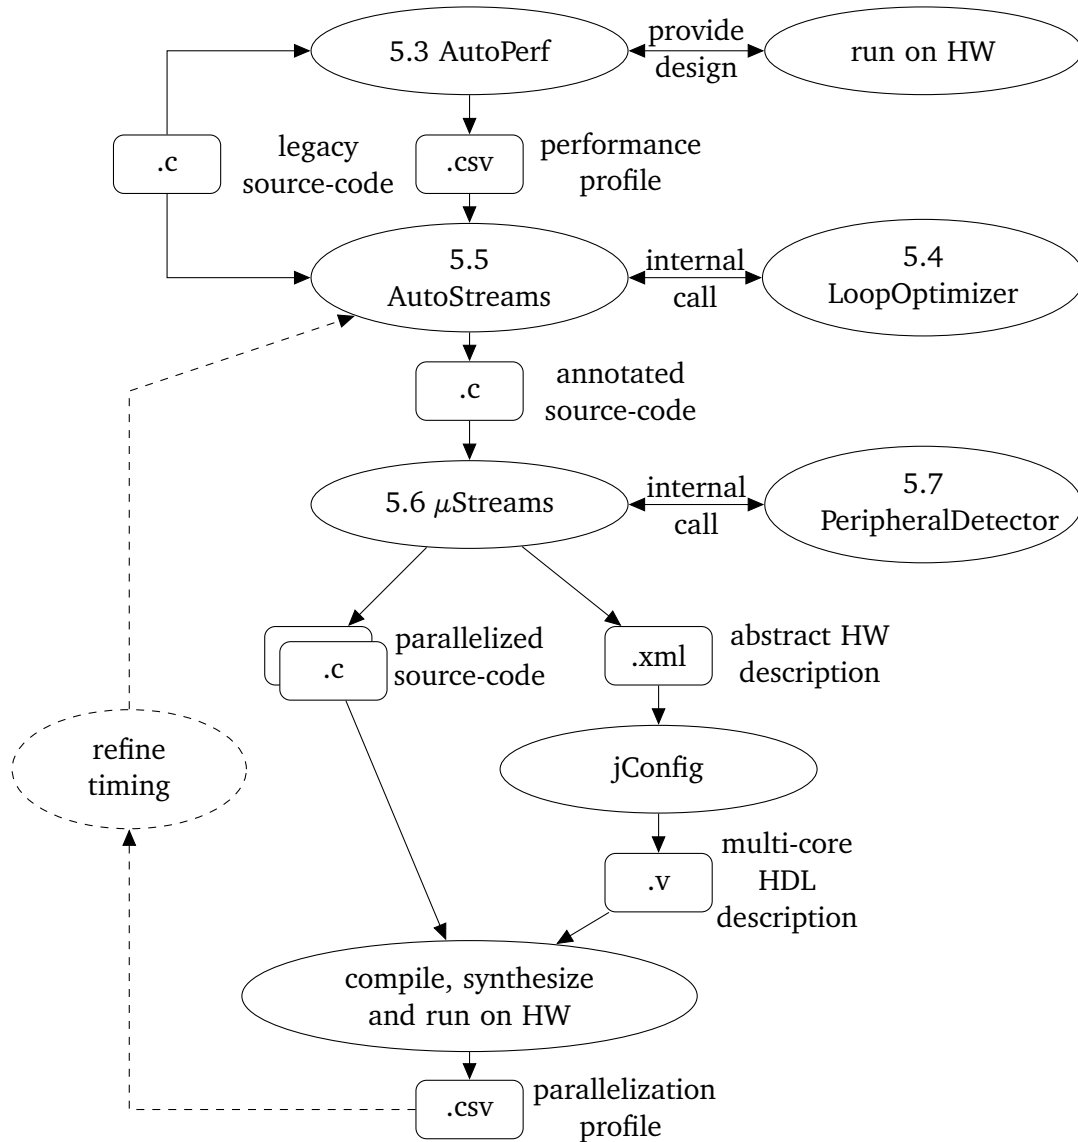 5.3 AutoPerf
provide
design
run on HW
.c
legacy
source-code
.csv
performance
profile
5.5
AutoStreams
internal
call
5.4
LoopOptimizer
.c
annotated
source-code
5.6 μStreams
internal
call
5.7
PeripheralDetector
.c
parallelized
source-code
.xml
abstract HW
description
refine
timing
jConfig
.v
multi-core
HDL
description
compile, synthesize
and run on HW
.csv
parallelization
profile